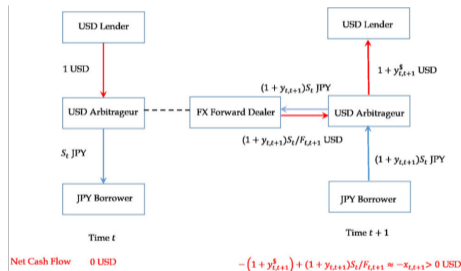 USD Lender
USD Lender
1 USD
1 + y^$_{t,t+1} USD
(1 + y_{t,t+1})S_t JPY
USD Arbitrageur
FX Forward Dealer
USD Arbitrageur
(1 + y_{t,t+1})S_t/F_{t,t+1} USD
S_t JPY
(1 + y_{t,t+1})S_t JPY
JPY Borrower
JPY Borrower
Time t
Time t + 1
Net Cash Flow 0 USD
−(1 + y^$_{t,t+1}) + (1 + y_{t,t+1})S_t/F_{t,t+1} ≈ −x_{t,t+1} > 0 USD